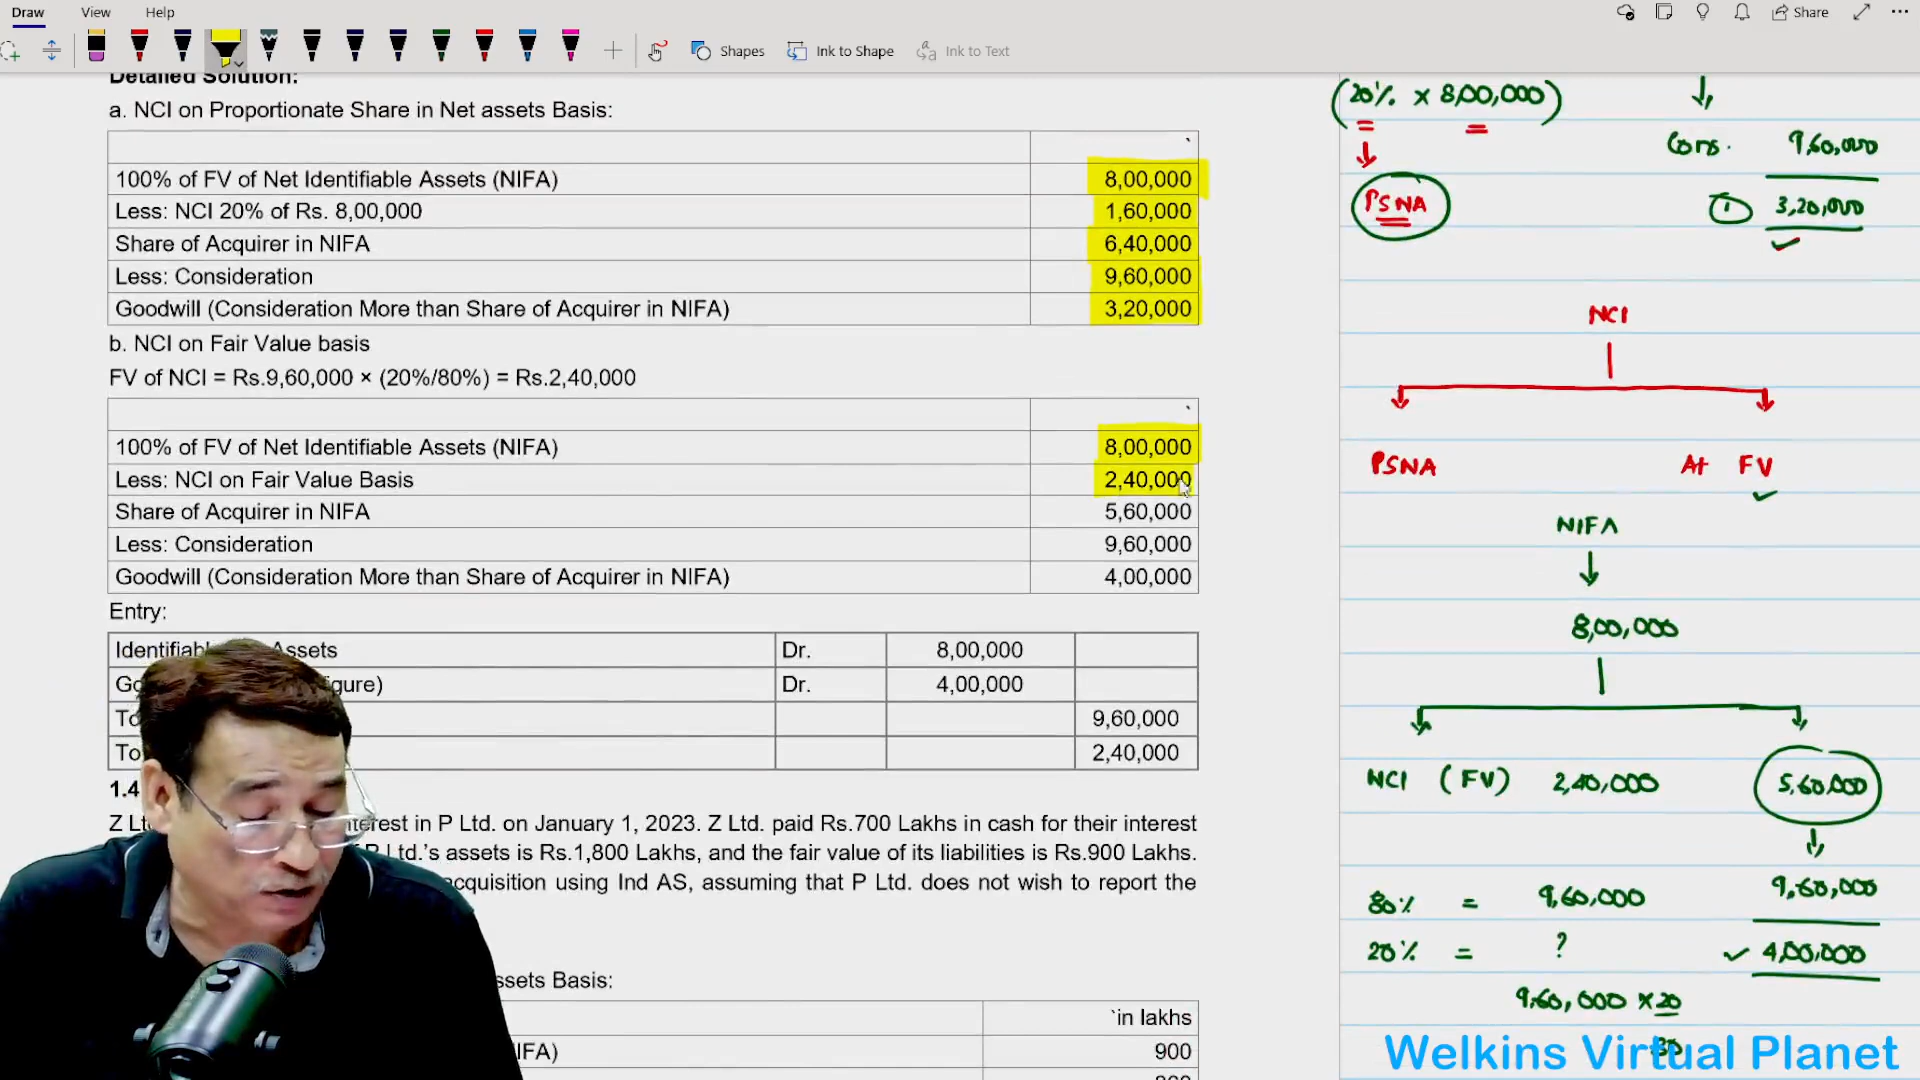 Draw View Help
Share
Shapes Ink to Shape Ink to Text
Detailed Solution:
a. NCI on Proportionate Share in Net assets Basis:
`
100% of FV of Net Identifiable Assets (NIFA) 8,00,000
Less: NCI 20% of Rs. 8,00,000 1,60,000
Share of Acquirer in NIFA 6,40,000
Less: Consideration 9,60,000
Goodwill (Consideration More than Share of Acquirer in NIFA) 3,20,000
b. NCI on Fair Value basis
FV of NCI = Rs.9,60,000 × (20%/80%) = Rs.2,40,000
`
100% of FV of Net Identifiable Assets (NIFA) 8,00,000
Less: NCI on Fair Value Basis 2,40,000
Share of Acquirer in NIFA 5,60,000
Less: Consideration 9,60,000
Goodwill (Consideration More than Share of Acquirer in NIFA) 4,00,000
Entry:
Assets Dr. 8,00,000
Dr. 4,00,000
To 9,60,000
To 2,40,000
1.4
Z in P Ltd. on January 1, 2023. Z Ltd. paid Rs.700 Lakhs in cash for their interest
Ltd.'s assets is Rs.1,800 Lakhs, and the fair value of its liabilities is Rs.900 Lakhs.
acquisition using Ind AS, assuming that P Ltd. does not wish to report the
Basis:
`in lakhs
900
(20% × 8,00,000)
Cons. 9,60,000
PSNA
1 3,20,000
NCI
PSNA At FV
NIFA
8,00,000
NCI (FV) 2,40,000 5,60,000
80% = 9,60,000 9,60,000
20% = ? 4,00,000
9,60,000 × 20
80
Welkins Virtual Planet